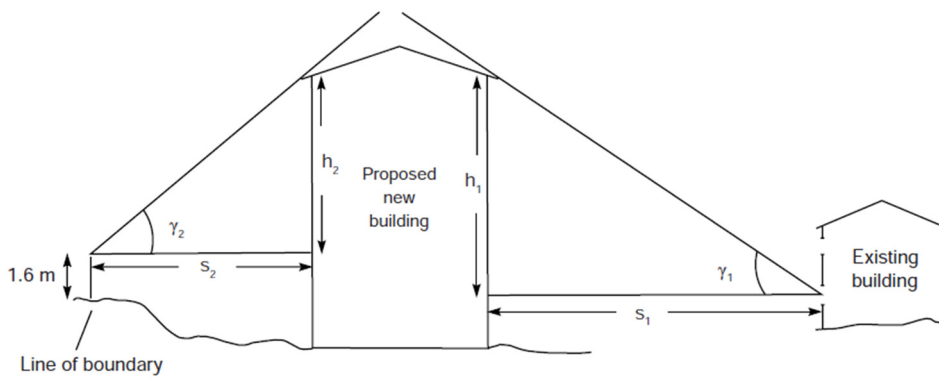 h₂
h₁
Proposed
new
building
γ₂
S₂
1.6 m
γ₁
S₁
Existing
building
Line of boundary